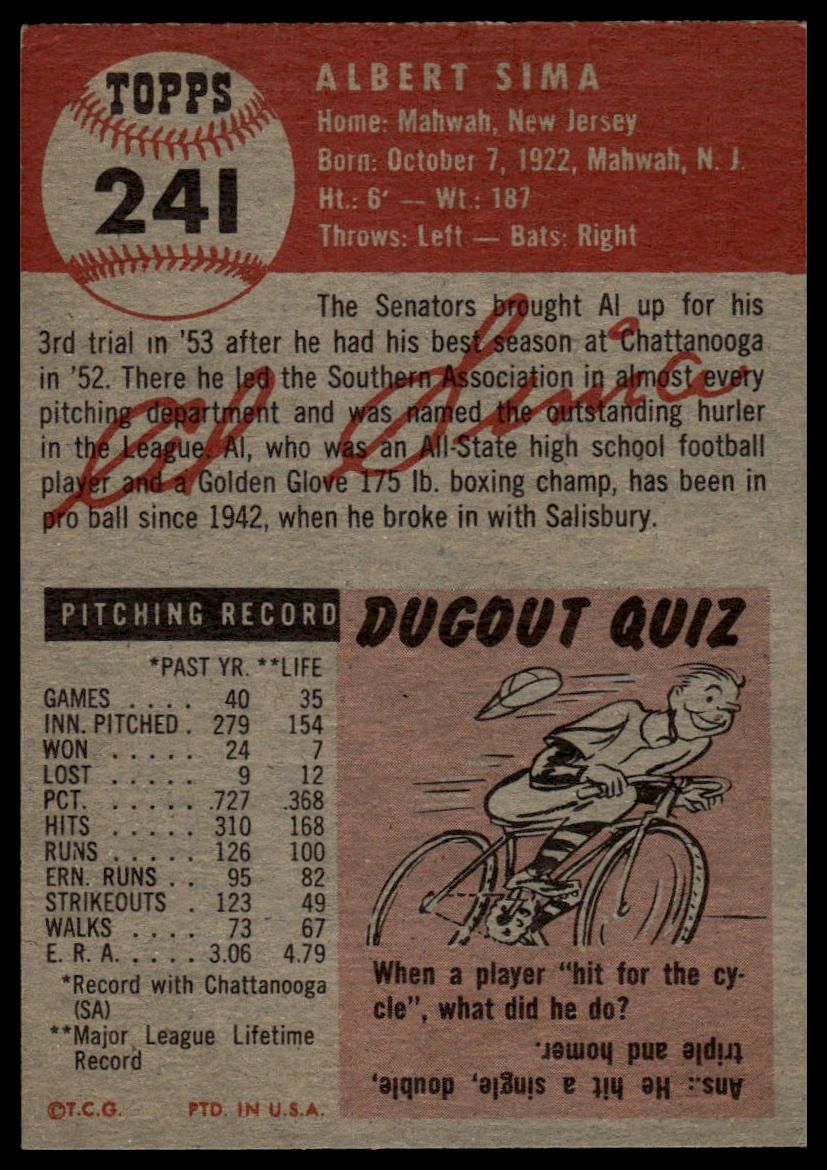 TOPPS
241
ALBERT SIMA
Home: Mahwah, New Jersey
Born: October 7, 1922, Mahwah, N. J.
Ht.: 6' — Wt.: 187
Throws: Left — Bats: Right
The Senators brought Al up for his
3rd trial in '53 after he had his best season at Chattanooga
in '52. There he led the Southern Association in almost every
pitching department and was named the outstanding hurler
in the League. Al, who was an All-State high school football
player and a Golden Glove 175 lb. boxing champ, has been in
pro ball since 1942, when he broke in with Salisbury.
Al Sima
PITCHING RECORD
*PAST YR. **LIFE
GAMES . . . . 40 35
INN. PITCHED . 279 154
WON . . . . . 24 7
LOST . . . . . 9 12
PCT. . . . . . .727 .368
HITS . . . . . 310 168
RUNS . . . . . 126 100
ERN. RUNS . . 95 82
STRIKEOUTS . 123 49
WALKS . . . . 73 67
E. R. A. . . . . 3.06 4.79
*Record with Chattanooga
(SA)
**Major League Lifetime
Record
©T.C.G. PTD. IN U.S.A.
DUGOUT QUIZ
When a player "hit for the cy-
cle", what did he do?
Ans.: He hit a single, double,
triple and homer.